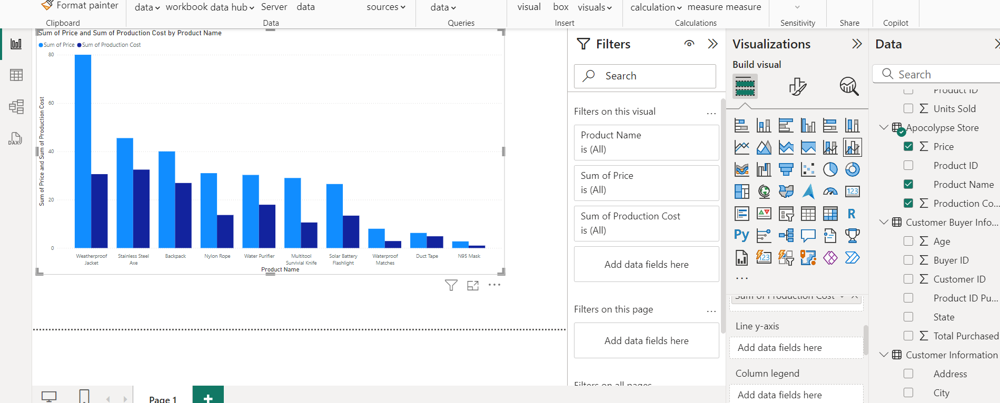 Format painter
data
workbook
data hub
Server
data
sources
data
visual
box
visuals
calculation
measure
measure
Clipboard
Data
Queries
Insert
Calculations
Sensitivity
Share
Copilot
Sum of Price and Sum of Production Cost by Product Name
Sum of Price
Sum of Production Cost
80
60
40
20
0
Sum of Price and Sum of Production Cost
Weatherproof
Jacket
Stainless Steel
Axe
Backpack
Nylon Rope
Water Purifier
Multitool
Survivial Knife
Solar Battery
Flashlight
Waterproof
Matches
Duct Tape
N95 Mask
Product Name
DAX
Page 1
+
Filters
Search
Filters on this visual
...
Product Name
is (All)
Sum of Price
is (All)
Sum of Production Cost
is (All)
Add data fields here
Filters on this page
...
Add data fields here
Filters on all pages
Visualizations
Build visual
123
R
Py
123
...
Sum of Production Cost
Line y-axis
Add data fields here
Column legend
Add data fields here
Data
Search
Product ID
Σ Units Sold
Apocolypse Store
Σ Price
Product ID
Product Name
Σ Production Co...
Customer Buyer Info...
Σ Age
Σ Buyer ID
Σ Customer ID
Product ID Pu...
State
Σ Total Purchased
Customer Information
Address
City